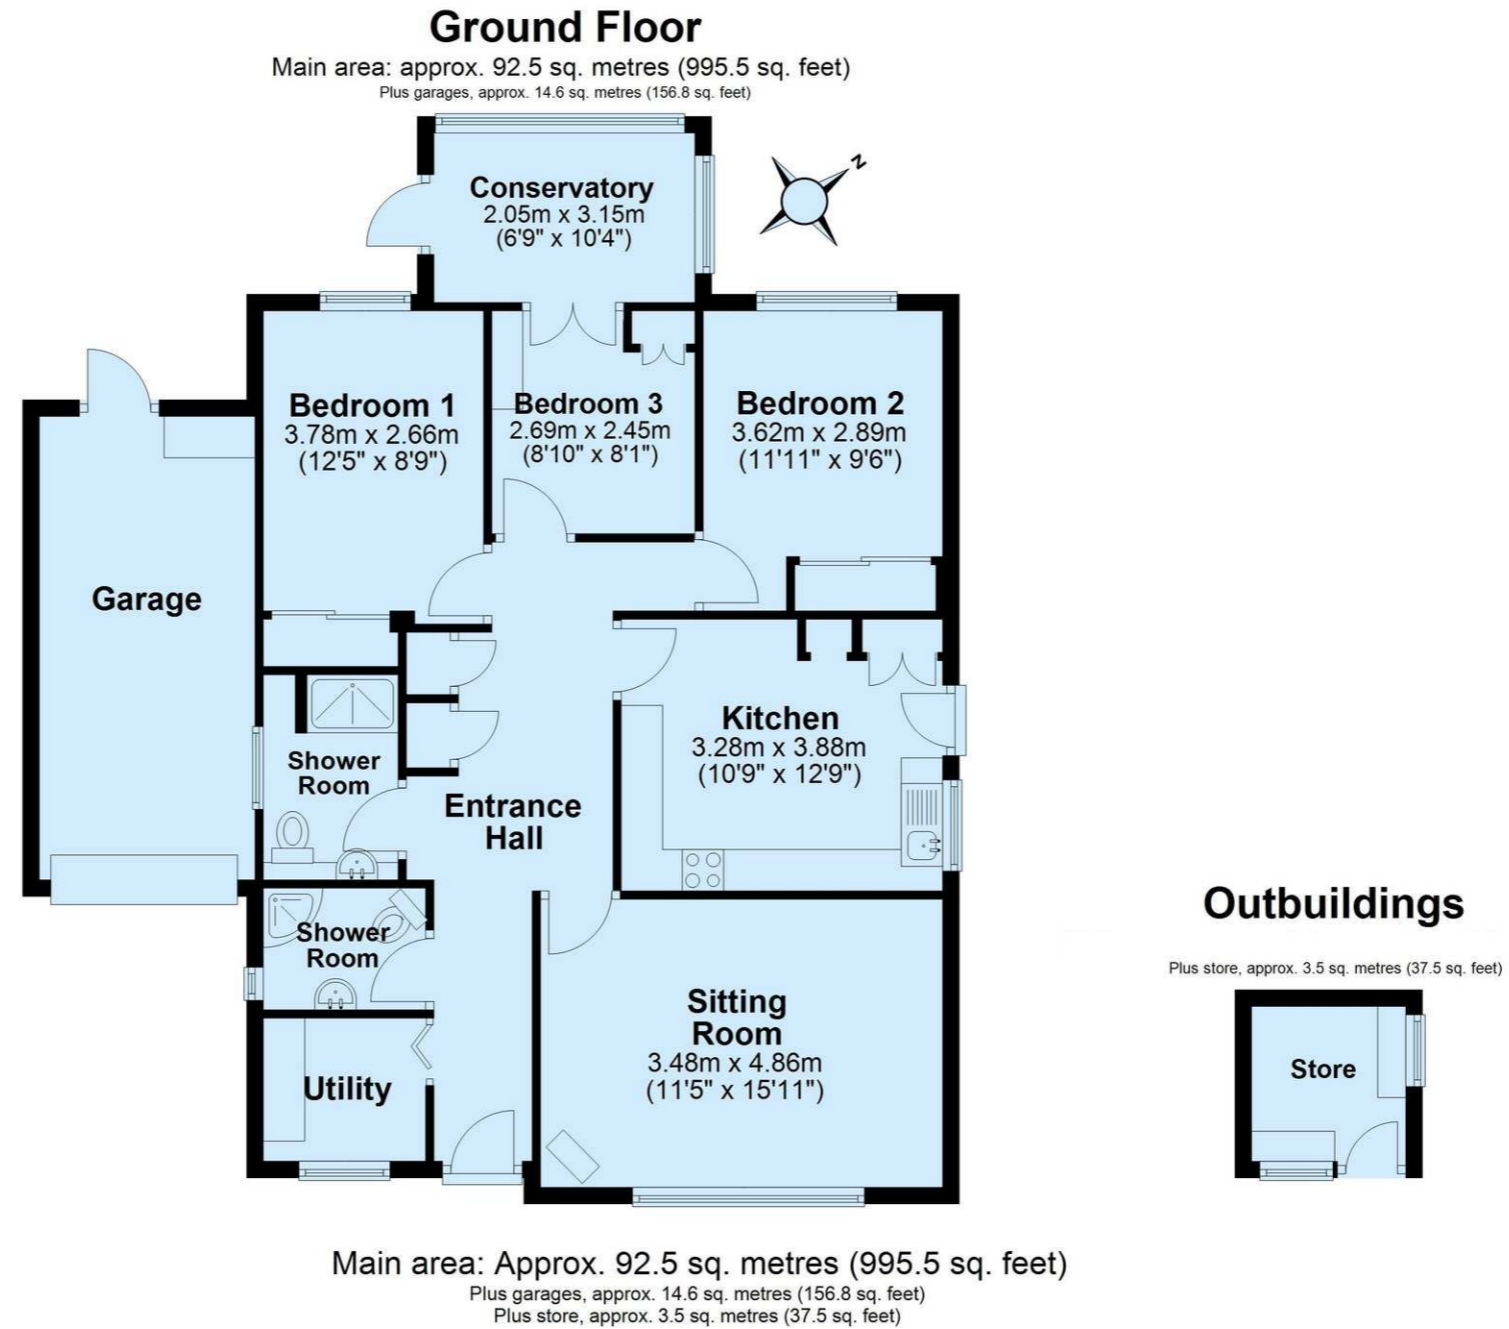 Ground Floor
Main area: approx. 92.5 sq. metres (995.5 sq. feet)
Plus garages, approx. 14.6 sq. metres (156.8 sq. feet)
Conservatory
2.05m x 3.15m
(6'9" x 10'4")
N
Bedroom 1
3.78m x 2.66m
(12'5" x 8'9")
Bedroom 3
2.69m x 2.45m
(8'10" x 8'1")
Bedroom 2
3.62m x 2.89m
(11'11" x 9'6")
Garage
Shower
Room
Entrance
Hall
Kitchen
3.28m x 3.88m
(10'9" x 12'9")
Shower
Room
Sitting
Room
3.48m x 4.86m
(11'5" x 15'11")
Utility
Outbuildings
Plus store, approx. 3.5 sq. metres (37.5 sq. feet)
Store
Main area: Approx. 92.5 sq. metres (995.5 sq. feet)
Plus garages, approx. 14.6 sq. metres (156.8 sq. feet)
Plus store, approx. 3.5 sq. metres (37.5 sq. feet)